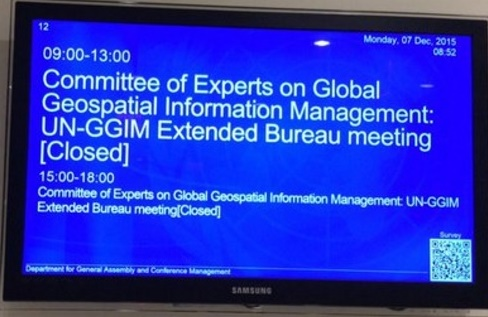 12
Monday, 07 Dec, 2015
08:52
09:00-13:00
Committee of Experts on Global
Geospatial Information Management:
UN-GGIM Extended Bureau meeting
[Closed]
15:00-18:00
Committee of Experts on Global Geospatial Information Management: UN-GGIM
Extended Bureau meeting[Closed]
Survey
Department for General Assembly and Conference Management
SAMSUNG